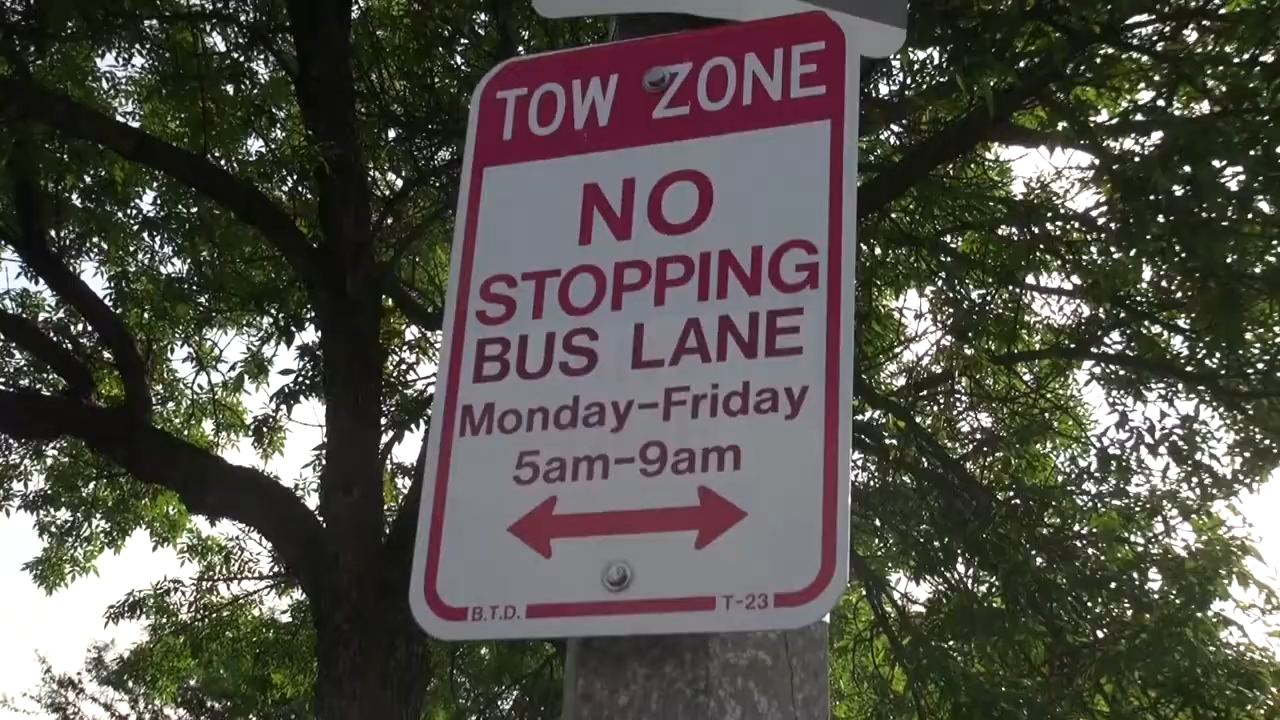 TOW ZONE
NO
STOPPING
BUS LANE
Monday-Friday
5am-9am
B.T.D. T-23